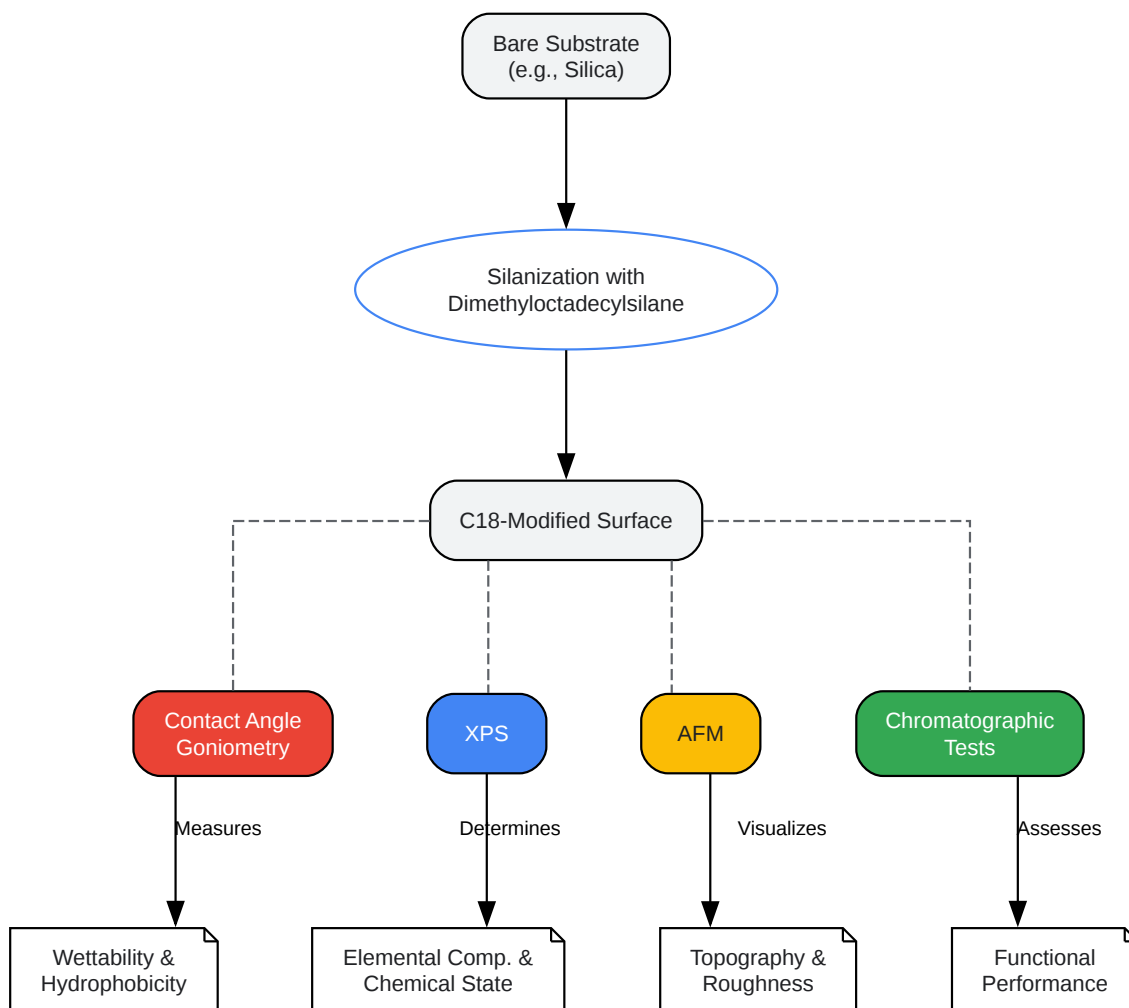 Bare Substrate
(e.g., Silica)
Silanization with
Dimethyloctadecylsilane
C18-Modified Surface
Contact Angle
Goniometry
XPS
AFM
Chromatographic
Tests
Measures
Determines
Visualizes
Assesses
Wettability &
Hydrophobicity
Elemental Comp. &
Chemical State
Topography &
Roughness
Functional
Performance